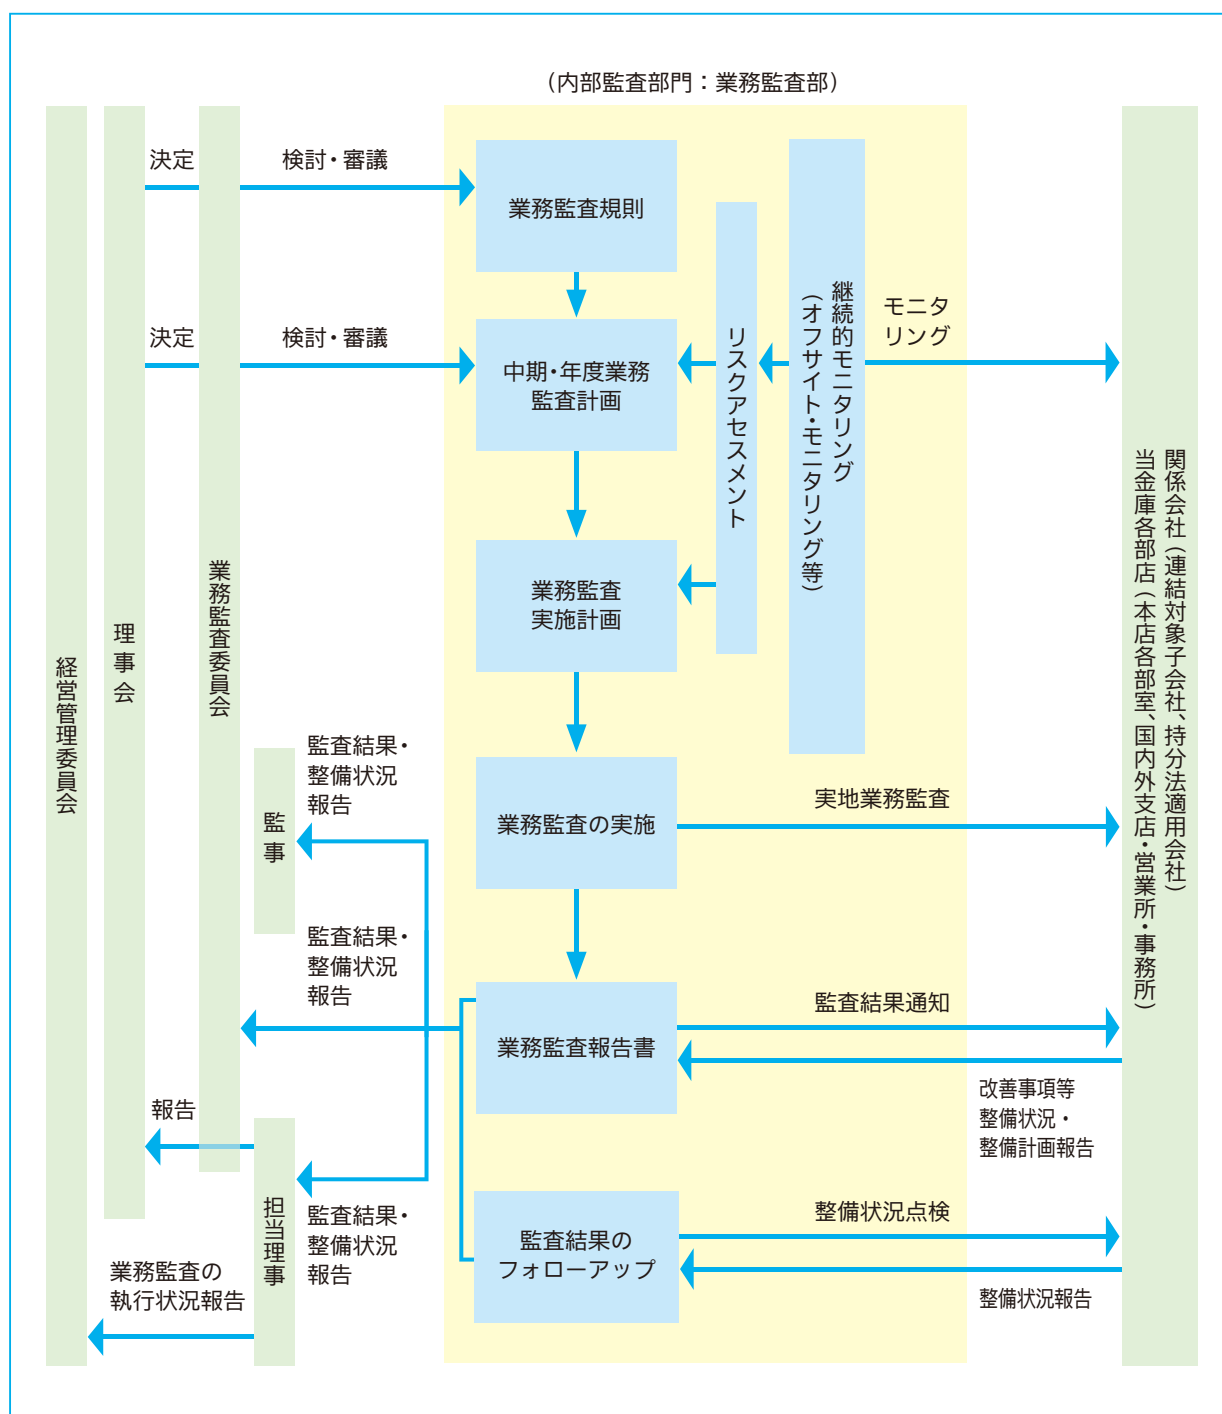 （内部監査部門：業務監査部）
決定
検討・審議
業務監査規則
決定
検討・審議
中期・年度業務
監査計画
リスクアセスメント
継続的モニタリング
（オフサイト・モニタリング等）
モニタ
リング
業務監査
実施計画
経営管理委員会
理事会
業務監査委員会
関係会社（連結対象子会社、持分法適用会社）
当金庫各部店（本店各部室、国内外支店・営業所・事務所）
監事
監査結果・
整備状況
報告
業務監査の実施
実地業務監査
監査結果・
整備状況
報告
業務監査報告書
監査結果通知
改善事項等
整備状況・
整備計画報告
報告
担当理事
監査結果・
整備状況
報告
監査結果の
フォローアップ
整備状況点検
整備状況報告
業務監査の
執行状況報告